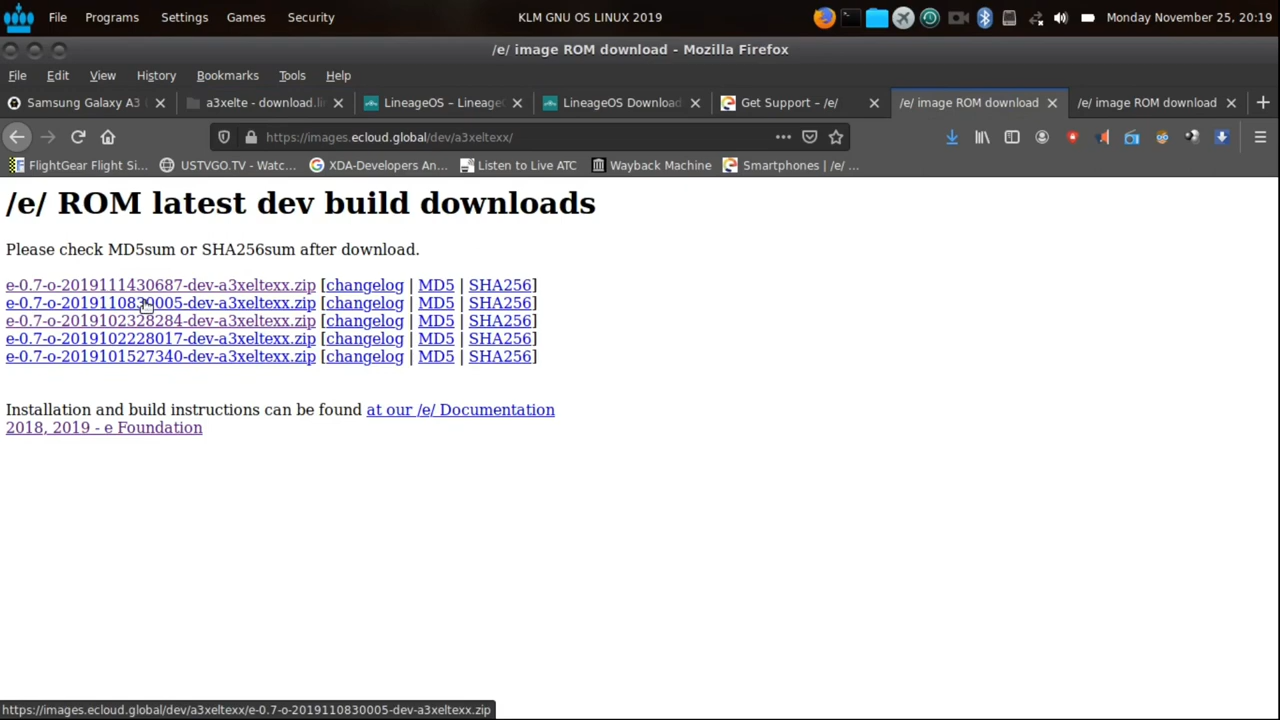 File Programs Settings Games Security KLM GNU OS LINUX 2019 Monday November 25, 20:19
/e/ image ROM download - Mozilla Firefox
File Edit View History Bookmarks Tools Help
Samsung Galaxy A3 ( a3xelte - download.li LineageOS – Lineage LineageOS Download Get Support – /e/ /e/ image ROM download /e/ image ROM download
https://images.ecloud.global/dev/a3xeltexx/
FlightGear Flight Si... USTVGO.TV - Watc... XDA-Developers An... Listen to Live ATC Wayback Machine Smartphones | /e/ ...
/e/ ROM latest dev build downloads
Please check MD5sum or SHA256sum after download.
e-0.7-o-2019111430687-dev-a3xeltexx.zip [changelog | MD5 | SHA256]
e-0.7-o-2019110830005-dev-a3xeltexx.zip [changelog | MD5 | SHA256]
e-0.7-o-2019102328284-dev-a3xeltexx.zip [changelog | MD5 | SHA256]
e-0.7-o-2019102228017-dev-a3xeltexx.zip [changelog | MD5 | SHA256]
e-0.7-o-2019101527340-dev-a3xeltexx.zip [changelog | MD5 | SHA256]
Installation and build instructions can be found at our /e/ Documentation
2018, 2019 - e Foundation
https://images.ecloud.global/dev/a3xeltexx/e-0.7-o-2019110830005-dev-a3xeltexx.zip